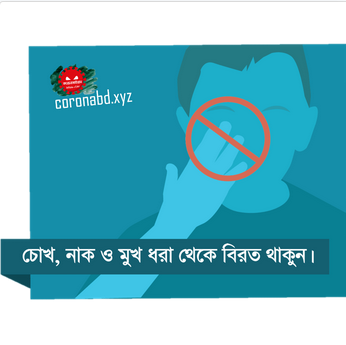 coronabd.xyz
চোখ, নাক ও মুখ ধরা থেকে বিরত থাকুন।